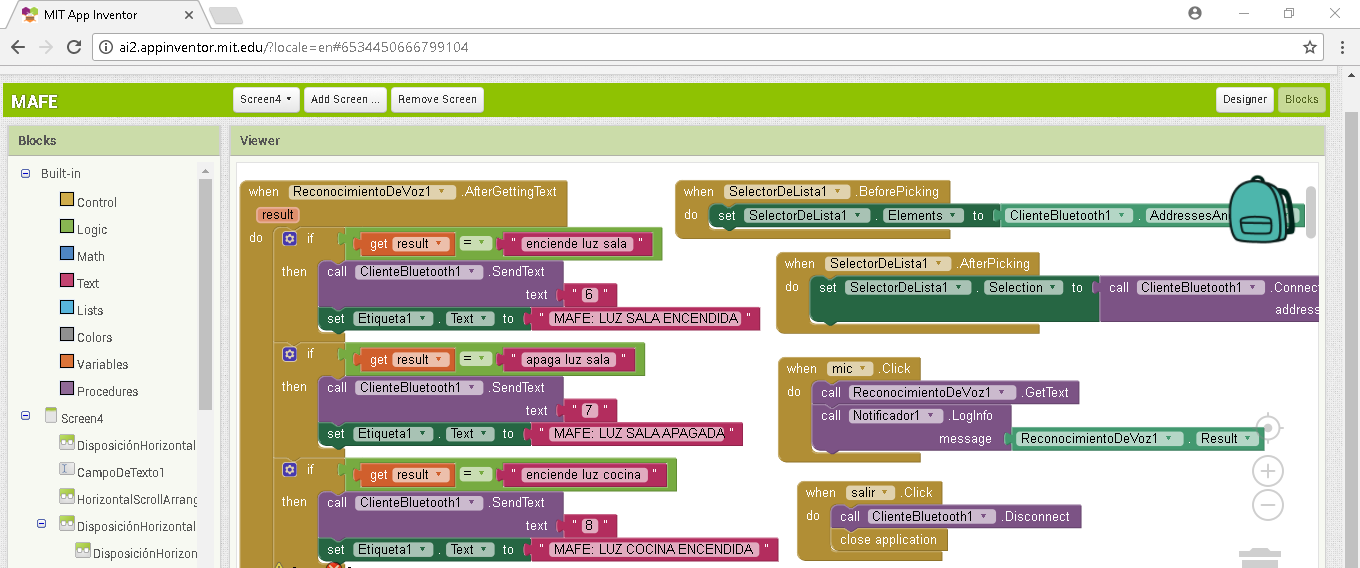 MIT App Inventor
ai2.appinventor.mit.edu/?locale=en#6534450666799104
MAFE
Screen4
Add Screen ...
Remove Screen
Designer
Blocks
Blocks
Built-in
Control
Logic
Math
Text
Lists
Colors
Variables
Procedures
Screen4
DisposiciónHorizontal
CampoDeTexto1
HorizontalScrollArrang
DisposiciónHorizontal
DisposiciónHorizon
Viewer
when ReconocimientoDeVoz1 .AfterGettingText
result
do if get result = " enciende luz sala "
then call ClienteBluetooth1 .SendText
text " 6 "
set Etiqueta1 . Text to " MAFE: LUZ SALA ENCENDIDA "
if get result = " apaga luz sala "
then call ClienteBluetooth1 .SendText
text " 7 "
set Etiqueta1 . Text to " MAFE: LUZ SALA APAGADA "
if get result = " enciende luz cocina "
then call ClienteBluetooth1 .SendText
text " 8 "
set Etiqueta1 . Text to " MAFE: LUZ COCINA ENCENDIDA "
when SelectorDeLista1 .BeforePicking
do set SelectorDeLista1 . Elements to ClienteBluetooth1 . AddressesAn
when SelectorDeLista1 .AfterPicking
do set SelectorDeLista1 . Selection to call ClienteBluetooth1 .Connec
address
when mic .Click
do call ReconocimientoDeVoz1 .GetText
call Notificador1 .LogInfo
message ReconocimientoDeVoz1 . Result
when salir .Click
do call ClienteBluetooth1 .Disconnect
close application